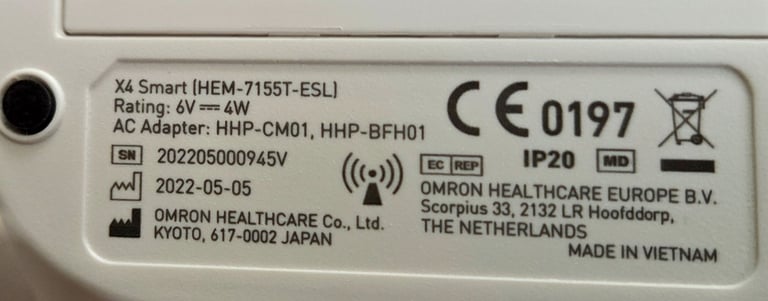 X4 Smart (HEM-7155T-ESL)
Rating: 6V ⎓ 4W
AC Adapter: HHP-CM01, HHP-BFH01
SN 202205000945V
2022-05-05
OMRON HEALTHCARE Co., Ltd.
KYOTO, 617-0002 JAPAN
CE 0197
EC REP IP20 MD
OMRON HEALTHCARE EUROPE B.V.
Scorpius 33, 2132 LR Hoofddorp,
THE NETHERLANDS
MADE IN VIETNAM